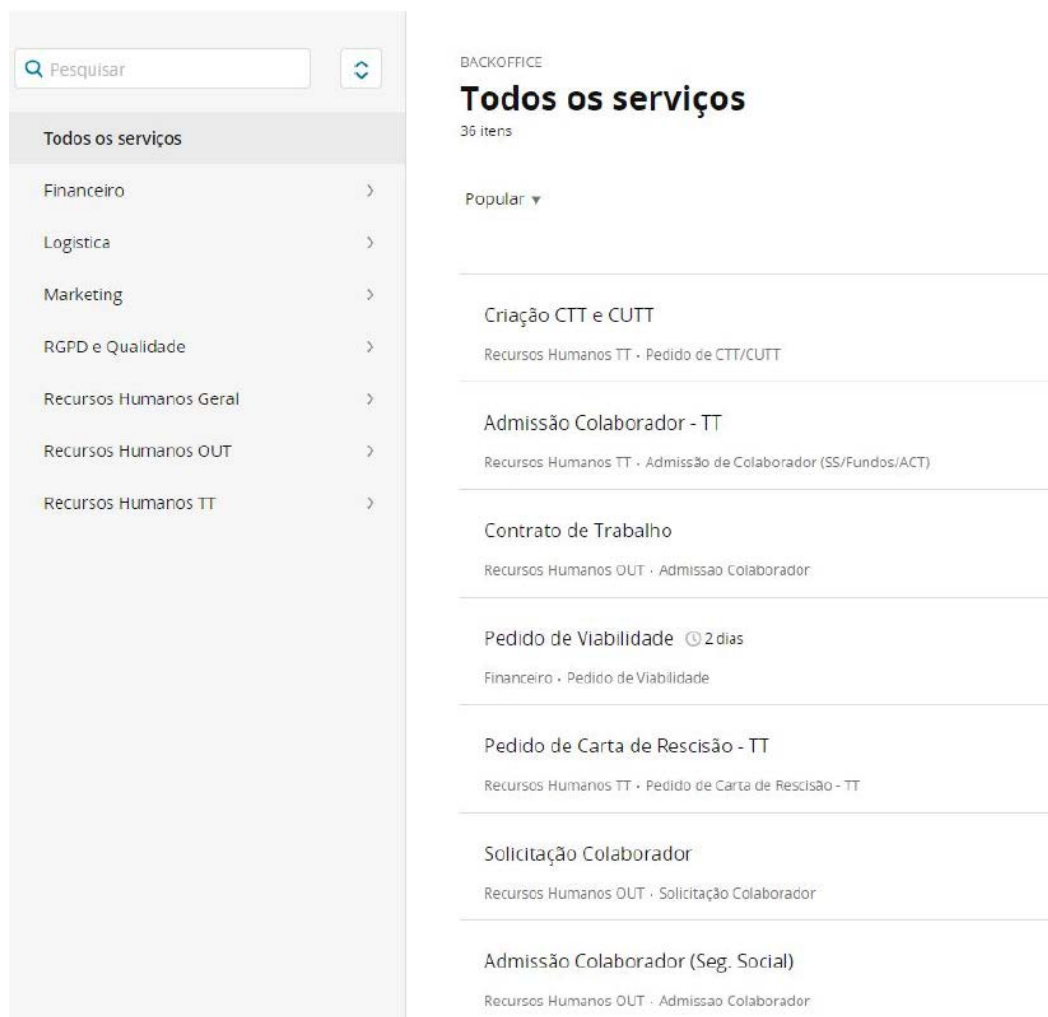 Pesquisar
Todos os serviços
Financeiro
Logistica
Marketing
RGPD e Qualidade
Recursos Humanos Geral
Recursos Humanos OUT
Recursos Humanos TT
BACKOFFICE
Todos os serviços
36 itens
Popular
Criação CTT e CUTT
Recursos Humanos TT • Pedido de CTT/CUTT
Admissão Colaborador - TT
Recursos Humanos TT • Admissão de Colaborador (SS/Fundos/ACT)
Contrato de Trabalho
Recursos Humanos OUT • Admissao Colaborador
Pedido de Viabilidade 2 dias
Financeiro • Pedido de Viabilidade
Pedido de Carta de Rescisão - TT
Recursos Humanos TT • Pedido de Carta de Rescisão - TT
Solicitação Colaborador
Recursos Humanos OUT • Solicitação Colaborador
Admissão Colaborador (Seg. Social)
Recursos Humanos OUT • Admissao Colaborador